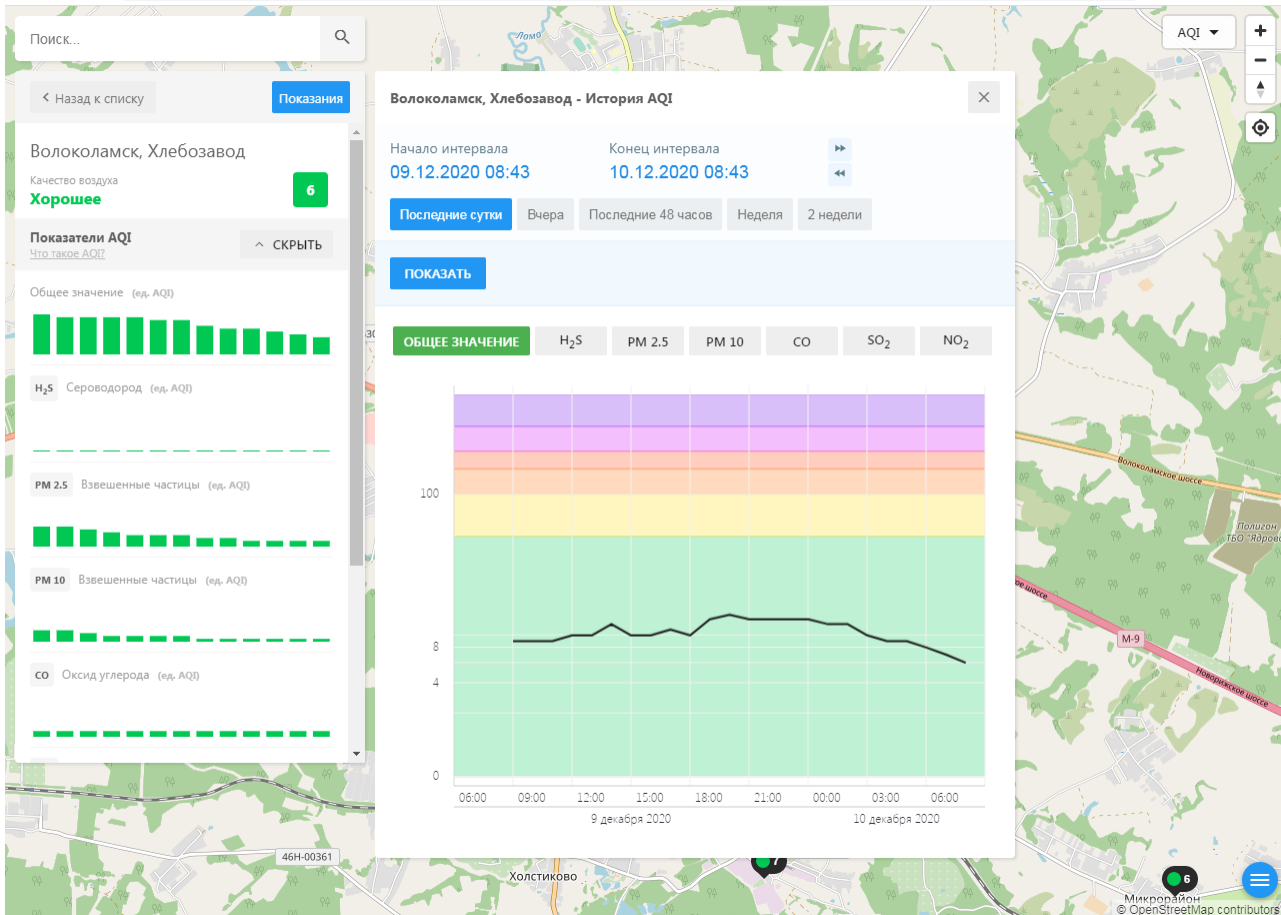 Поиск...
Назад к списку
Показания
Волоколамск, Хлебозавод
Качество воздуха
Хорошее
6
Показатели AQI
Что такое AQI?
СКРЫТЬ
Общее значение (ед. AQI)
H2S Сероводород (ед. AQI)
PM 2.5 Взвешенные частицы (ед. AQI)
PM 10 Взвешенные частицы (ед. AQI)
CO Оксид углерода (ед. AQI)
Волоколамск, Хлебозавод - История AQI
Начало интервала
09.12.2020 08:43
Конец интервала
10.12.2020 08:43
Последние сутки Вчера Последние 48 часов Неделя 2 недели
ПОКАЗАТЬ
ОБЩЕЕ ЗНАЧЕНИЕ H2S PM 2.5 PM 10 CO SO2 NO2
100
8
4
0
06:00 09:00 12:00 15:00 18:00 21:00 00:00 03:00 06:00
9 декабря 2020 10 декабря 2020
AQI
Ломо
Волоколамское шоссе
Полигон
ТБО "Ядрово
ое шоссе
М-9
Новорижское шоссе
46Н-00361
Холстиково
7
6
Микрорайон
© OpenStreetMap contributors